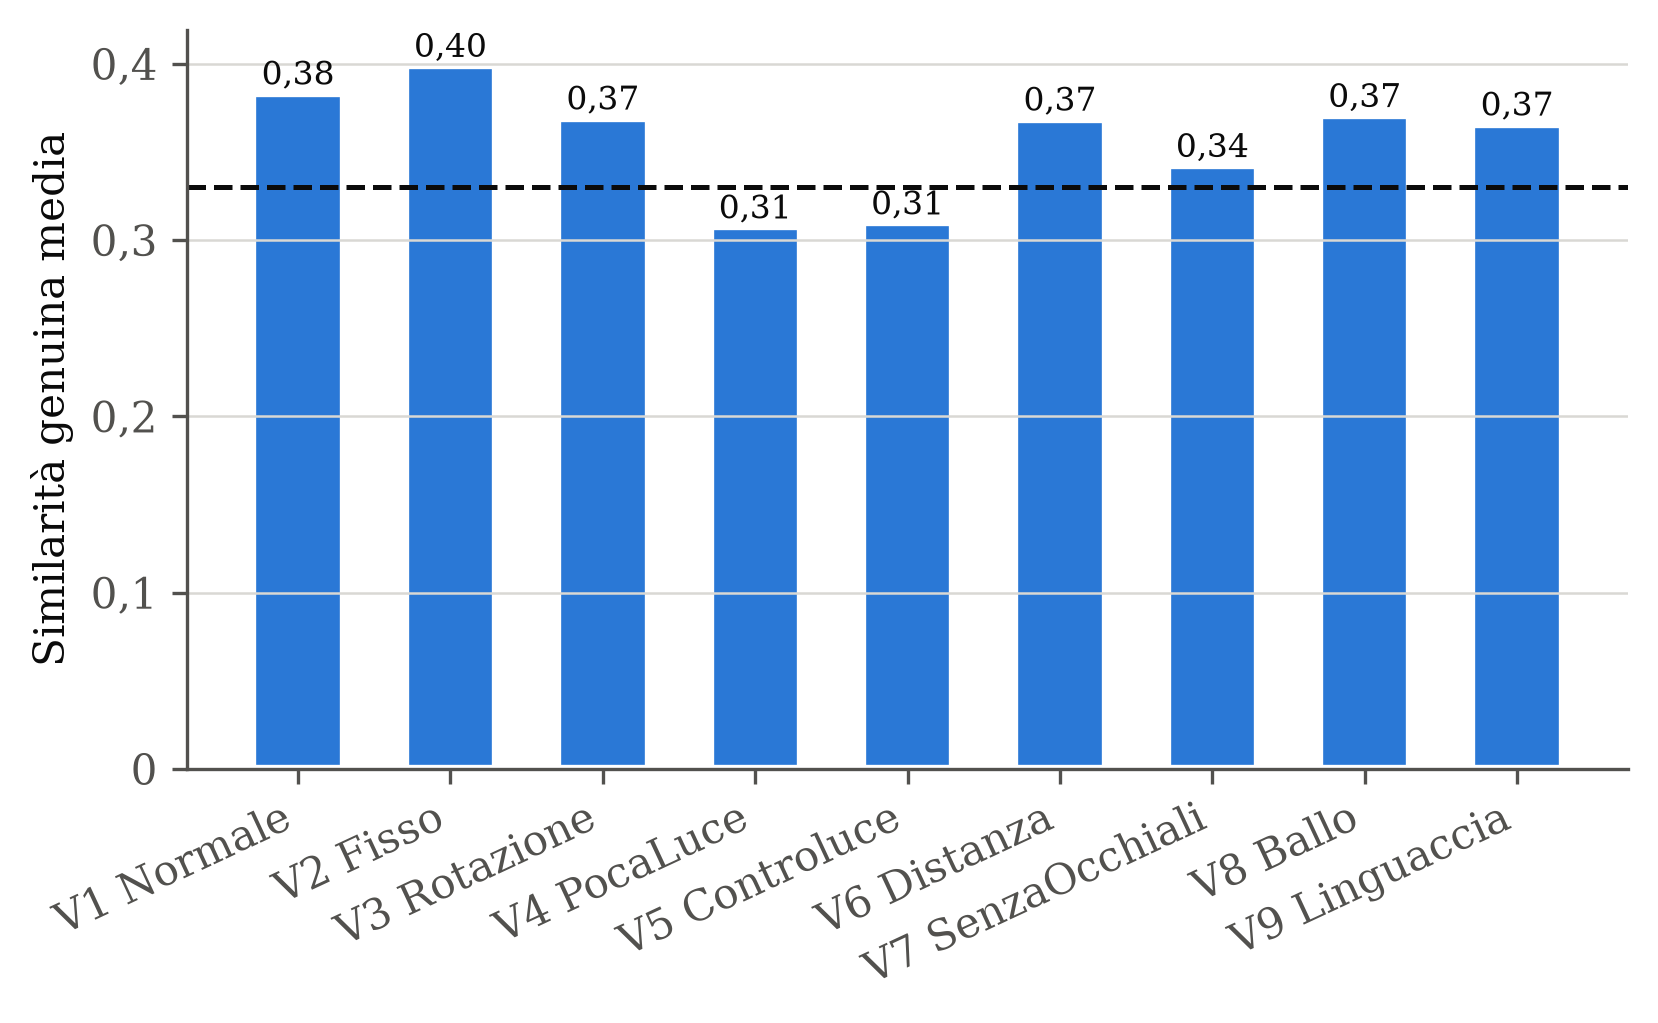 Similarità genuina media
0,4
0,3
0,2
0,1
0
0,38
0,40
0,37
0,31
0,31
0,37
0,34
0,37
0,37
V1 Normale
V2 Fisso
V3 Rotazione
V4 PocaLuce
V5 Controluce
V6 Distanza
V7 SenzaOcchiali
V8 Ballo
V9 Linguaccia